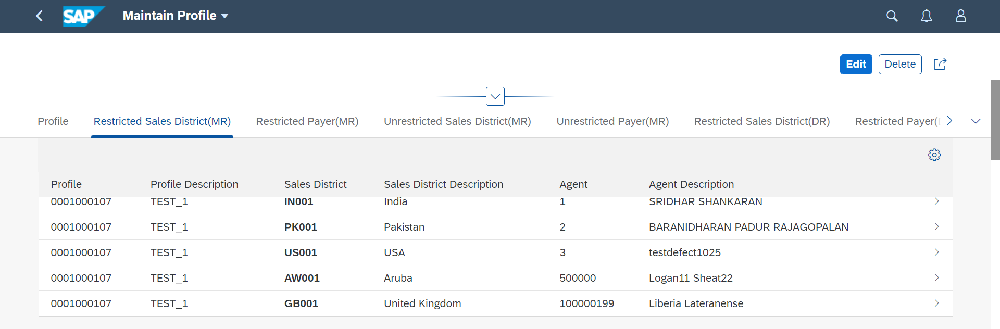 SAP Maintain Profile
Edit Delete
Profile Restricted Sales District(MR) Restricted Payer(MR) Unrestricted Sales District(MR) Unrestricted Payer(MR) Restricted Sales District(DR) Restricted Payer(
Profile Profile Description Sales District Sales District Description Agent Agent Description
0001000107 TEST_1 IN001 India 1 SRIDHAR SHANKARAN
0001000107 TEST_1 PK001 Pakistan 2 BARANIDHARAN PADUR RAJAGOPALAN
0001000107 TEST_1 US001 USA 3 testdefect1025
0001000107 TEST_1 AW001 Aruba 500000 Logan11 Sheat22
0001000107 TEST_1 GB001 United Kingdom 100000199 Liberia Lateranense